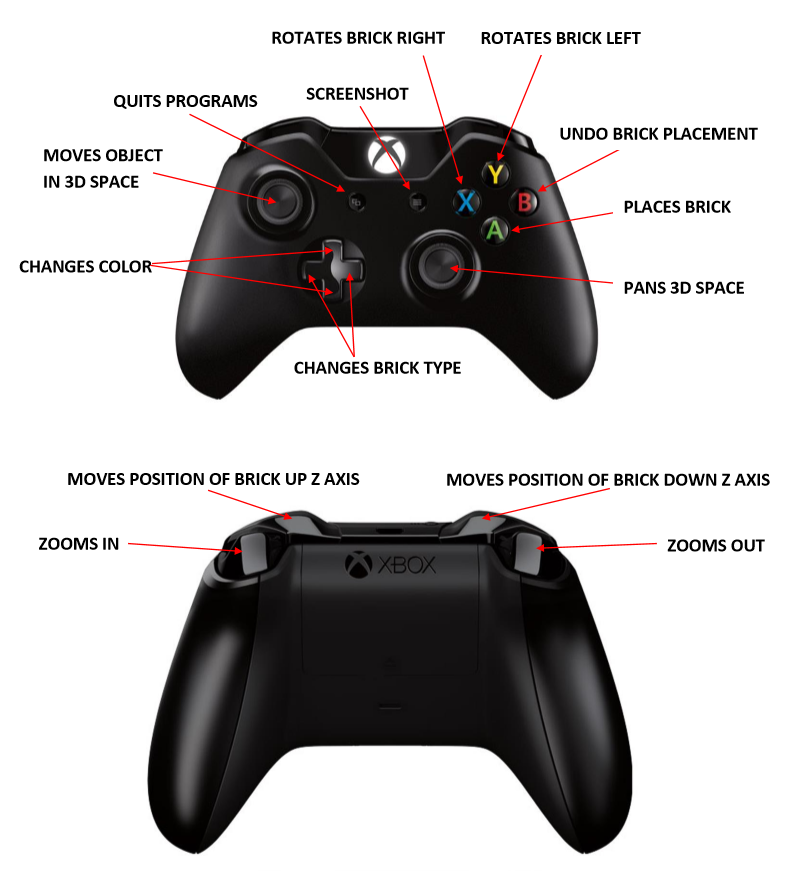 ROTATES BRICK RIGHT
ROTATES BRICK LEFT
QUITS PROGRAMS
SCREENSHOT
UNDO BRICK PLACEMENT
MOVES OBJECT
IN 3D SPACE
Y
X
B
A
PLACES BRICK
CHANGES COLOR
PANS 3D SPACE
CHANGES BRICK TYPE
MOVES POSITION OF BRICK UP Z AXIS
MOVES POSITION OF BRICK DOWN Z AXIS
ZOOMS IN
ZOOMS OUT
XBOX